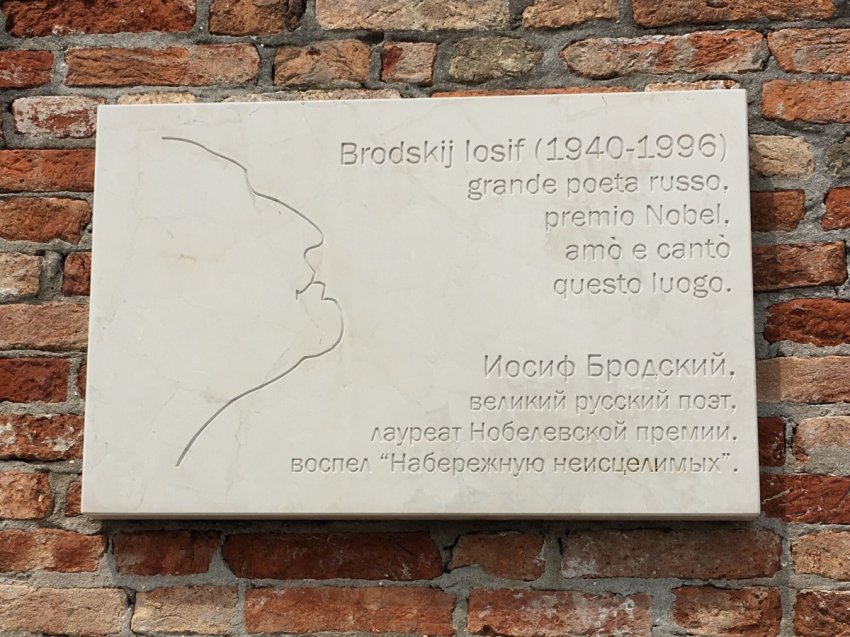 Brodskij Iosif (1940-1996)
grande poeta russo,
premio Nobel,
amò e cantò
questo luogo.
Иосиф Бродский,
великий русский поэт,
лауреат Нобелевской премии,
воспел “Набережную неисцелимых”.